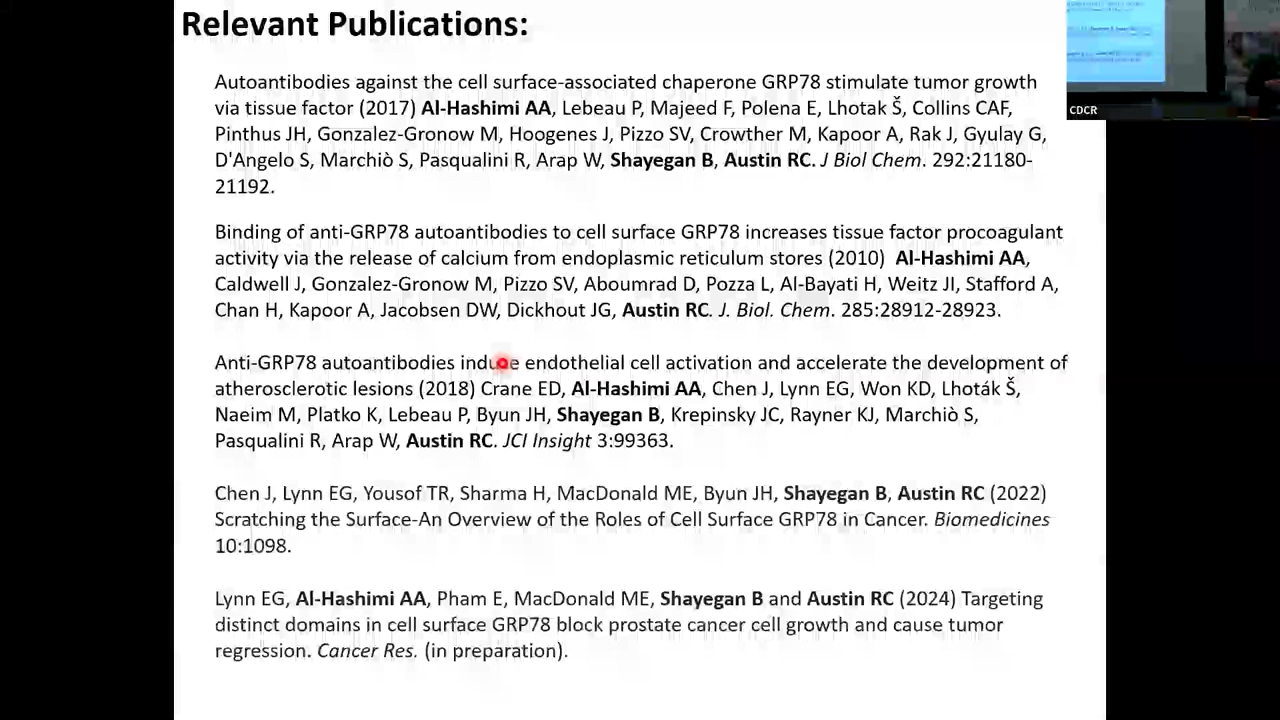 Relevant Publications:
CDCR
Autoantibodies against the cell surface-associated chaperone GRP78 stimulate tumor growth
via tissue factor (2017) Al-Hashimi AA, Lebeau P, Majeed F, Polena E, Lhotak Š, Collins CAF,
Pinthus JH, Gonzalez-Gronow M, Hoogenes J, Pizzo SV, Crowther M, Kapoor A, Rak J, Gyulay G,
D'Angelo S, Marchiò S, Pasqualini R, Arap W, Shayegan B, Austin RC. J Biol Chem. 292:21180-
21192.
Binding of anti-GRP78 autoantibodies to cell surface GRP78 increases tissue factor procoagulant
activity via the release of calcium from endoplasmic reticulum stores (2010) Al-Hashimi AA,
Caldwell J, Gonzalez-Gronow M, Pizzo SV, Aboumrad D, Pozza L, Al-Bayati H, Weitz JI, Stafford A,
Chan H, Kapoor A, Jacobsen DW, Dickhout JG, Austin RC. J. Biol. Chem. 285:28912-28923.
Anti-GRP78 autoantibodies induce endothelial cell activation and accelerate the development of
atherosclerotic lesions (2018) Crane ED, Al-Hashimi AA, Chen J, Lynn EG, Won KD, Lhoták Š,
Naeim M, Platko K, Lebeau P, Byun JH, Shayegan B, Krepinsky JC, Rayner KJ, Marchiò S,
Pasqualini R, Arap W, Austin RC. JCI Insight 3:99363.
Chen J, Lynn EG, Yousof TR, Sharma H, MacDonald ME, Byun JH, Shayegan B, Austin RC (2022)
Scratching the Surface-An Overview of the Roles of Cell Surface GRP78 in Cancer. Biomedicines
10:1098.
Lynn EG, Al-Hashimi AA, Pham E, MacDonald ME, Shayegan B and Austin RC (2024) Targeting
distinct domains in cell surface GRP78 block prostate cancer cell growth and cause tumor
regression. Cancer Res. (in preparation).